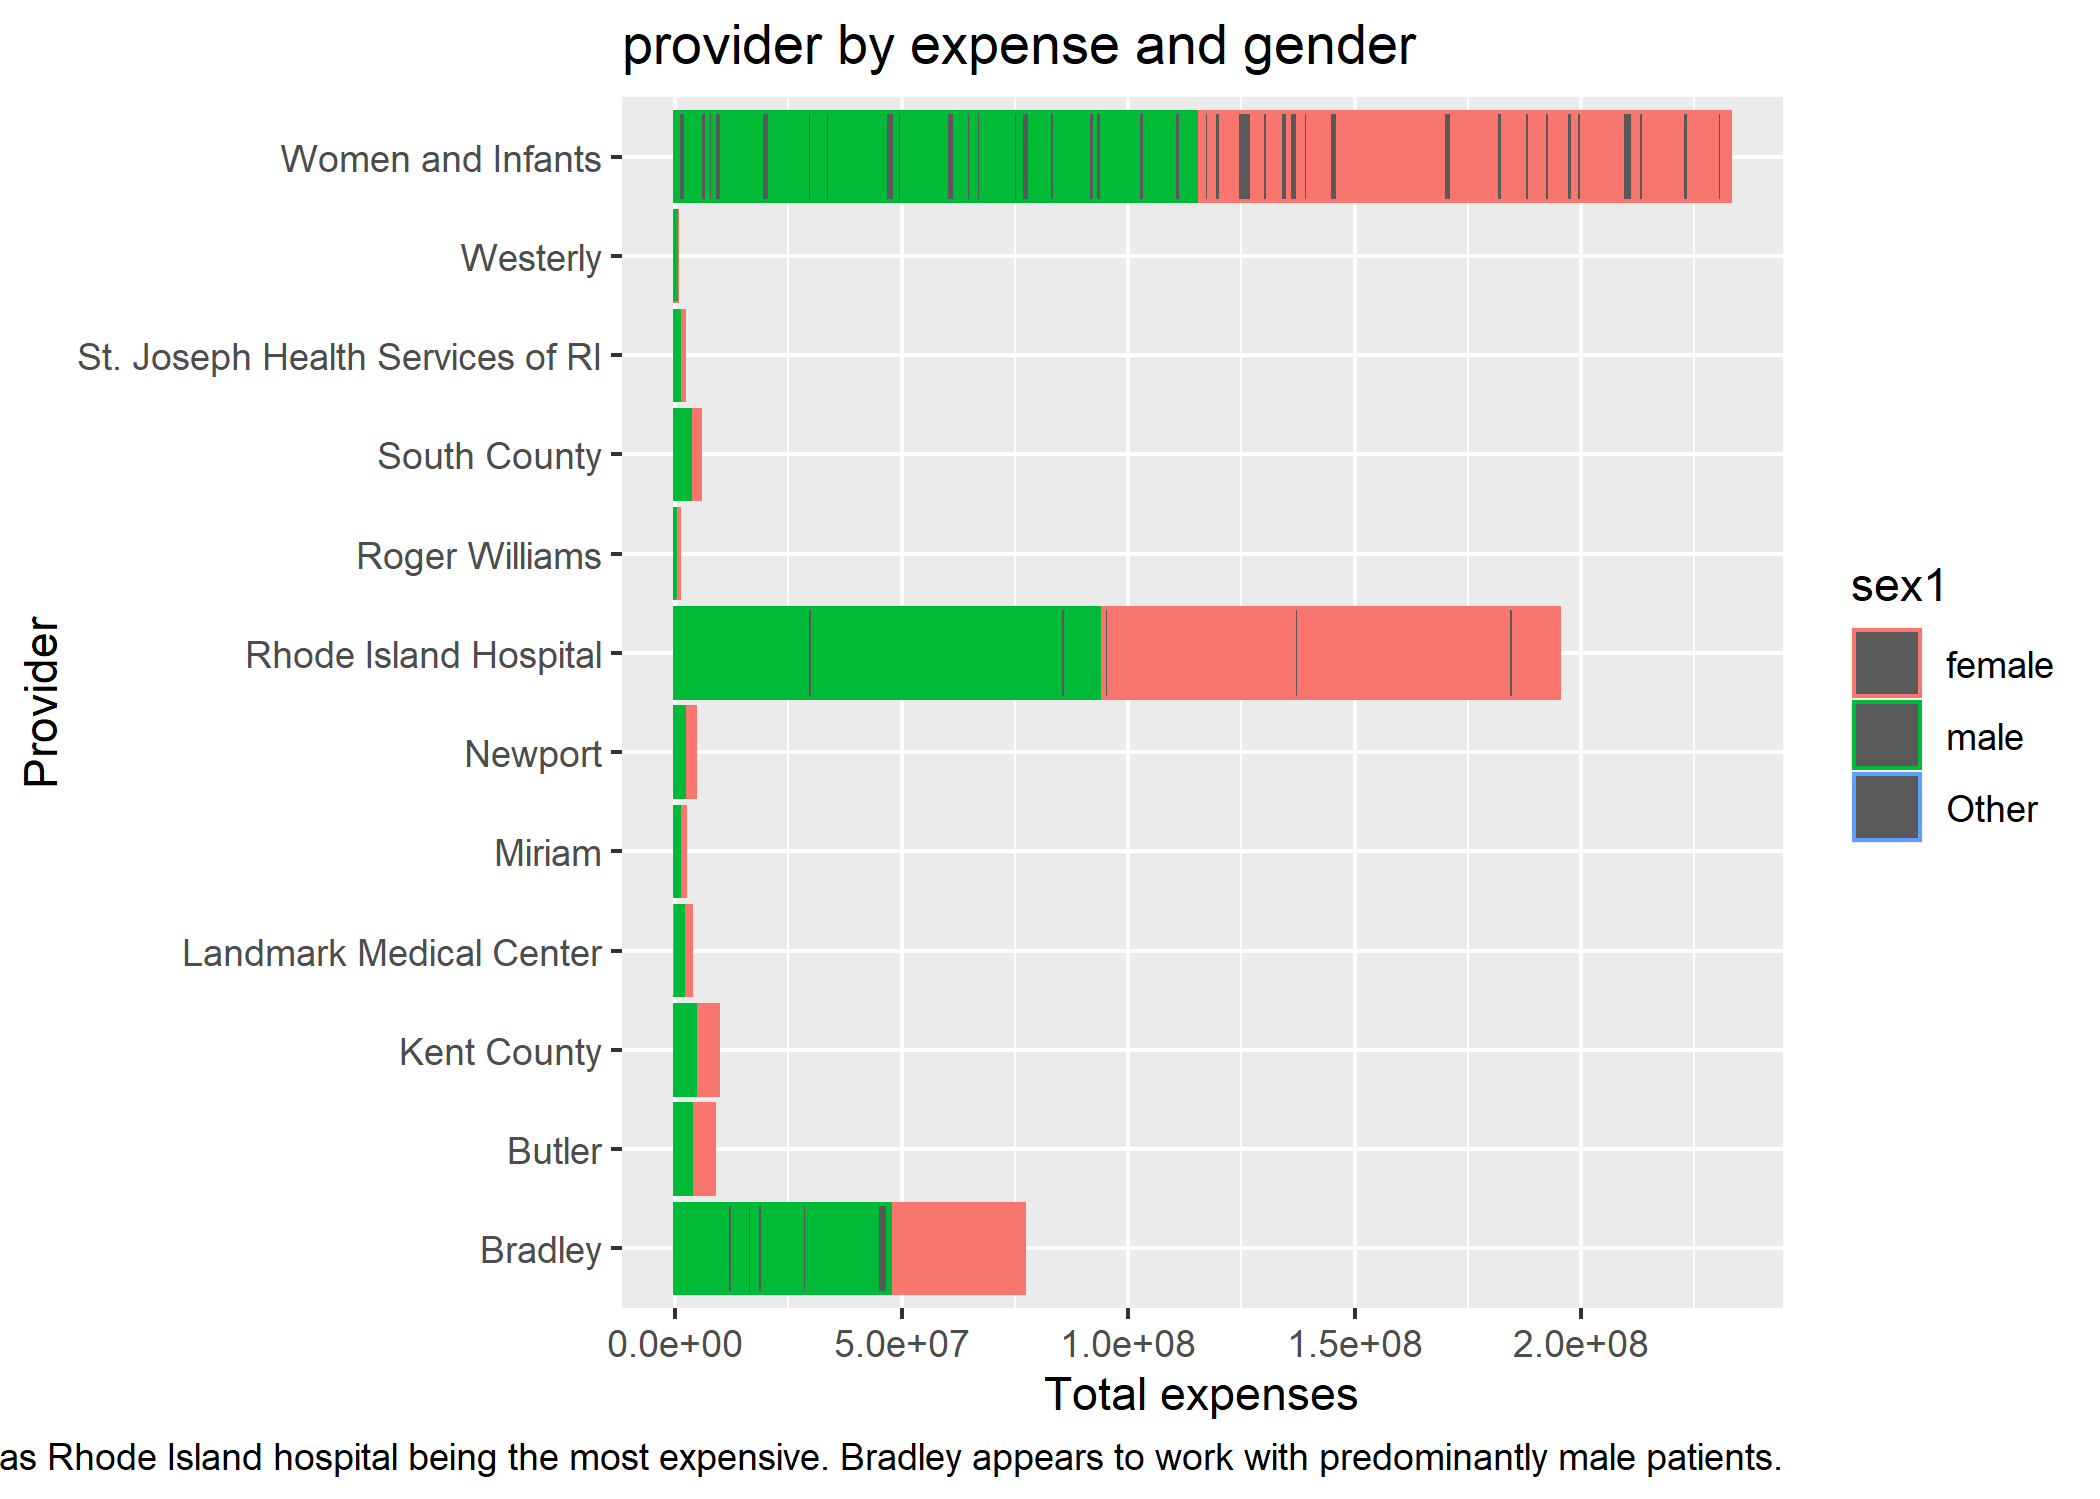 provider by expense and gender
Women and Infants
Westerly
St. Joseph Health Services of RI
South County
Roger Williams
Rhode Island Hospital
Newport
Miriam
Landmark Medical Center
Kent County
Butler
Bradley
Provider
0.0e+00 5.0e+07 1.0e+08 1.5e+08 2.0e+08
Total expenses
sex1
female
male
Other
as Rhode Island hospital being the most expensive. Bradley appears to work with predominantly male patients.